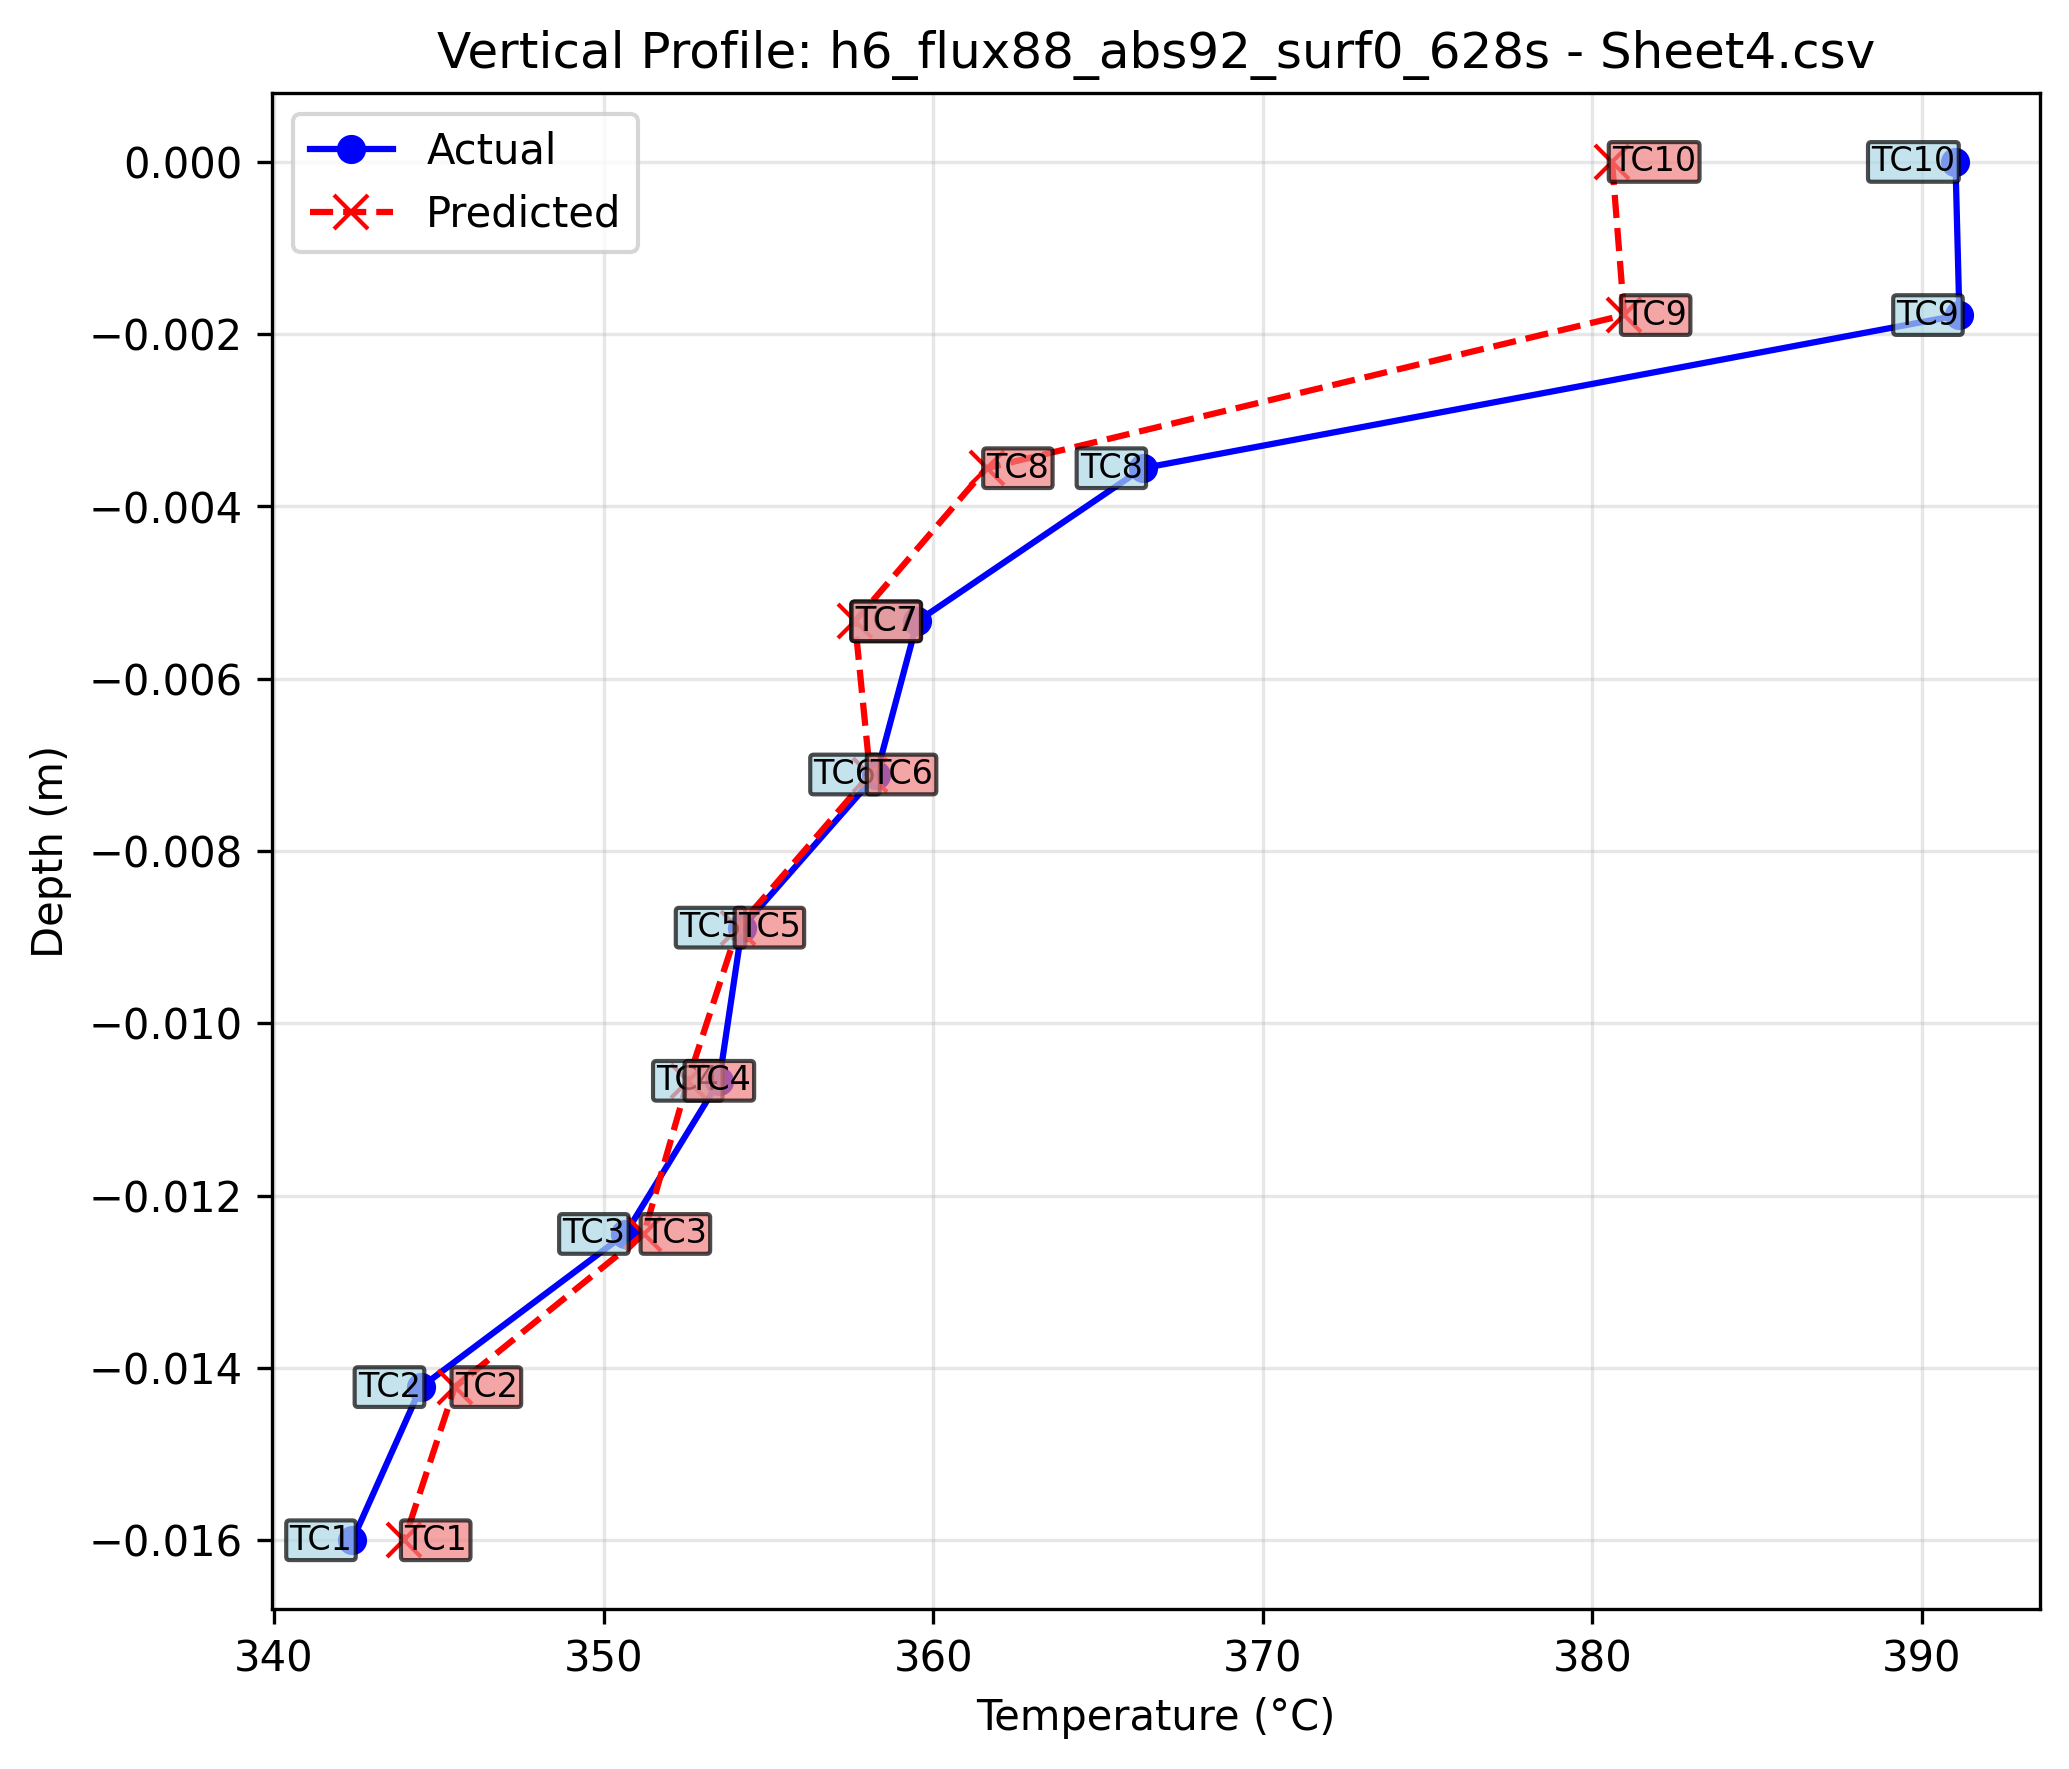 Vertical Profile: h6_flux88_abs92_surf0_628s - Sheet4.csv
Actual
Predicted
0.000
−0.002
−0.004
−0.006
−0.008
−0.010
−0.012
−0.014
−0.016
Depth (m)
TC10 TC10
TC9 TC9
TC8 TC8
TC7
TC6 TC6
TC5 TC5
TC4 TC4
TC3 TC3
TC2 TC2
TC1 TC1
340 350 360 370 380 390
Temperature (°C)